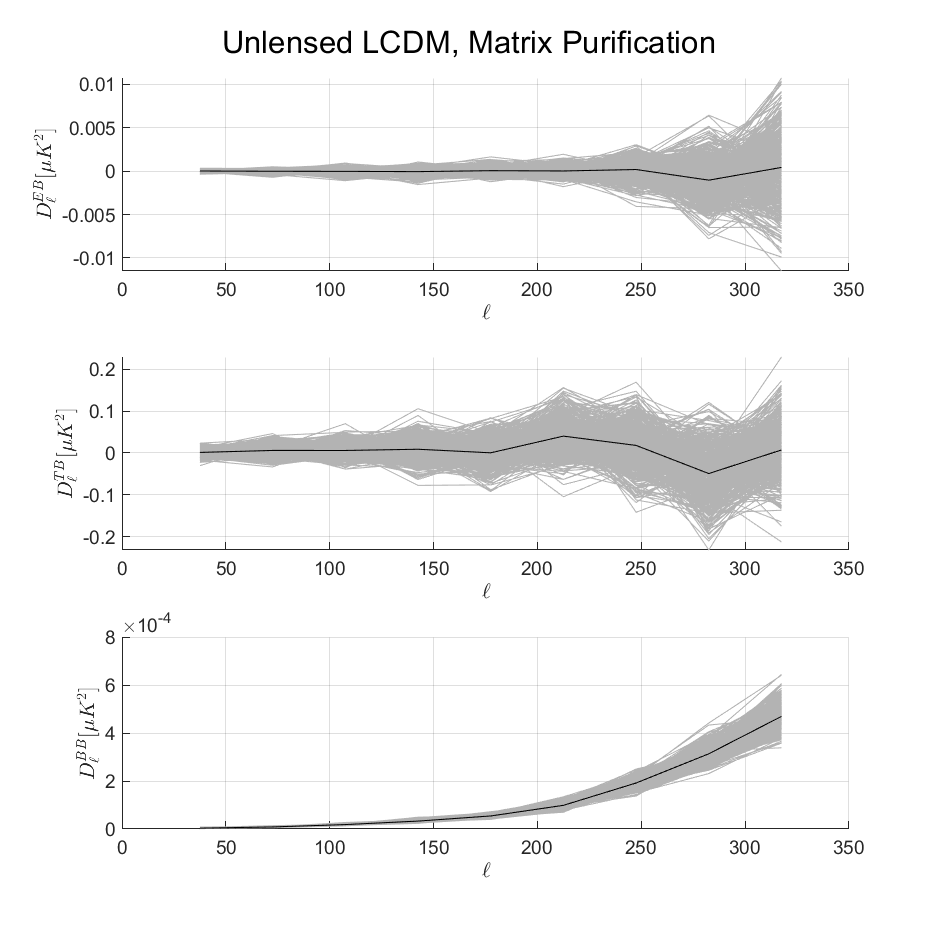 Unlensed LCDM, Matrix Purification
0.01
0.005
0
-0.005
-0.01
D_ℓ^{EB}[μK^2]
0 50 100 150 200 250 300 350
ℓ
0.2
0.1
0
-0.1
-0.2
D_ℓ^{TB}[μK^2]
0 50 100 150 200 250 300 350
ℓ
×10^{-4}
8
6
4
2
0
D_ℓ^{BB}[μK^2]
0 50 100 150 200 250 300 350
ℓ